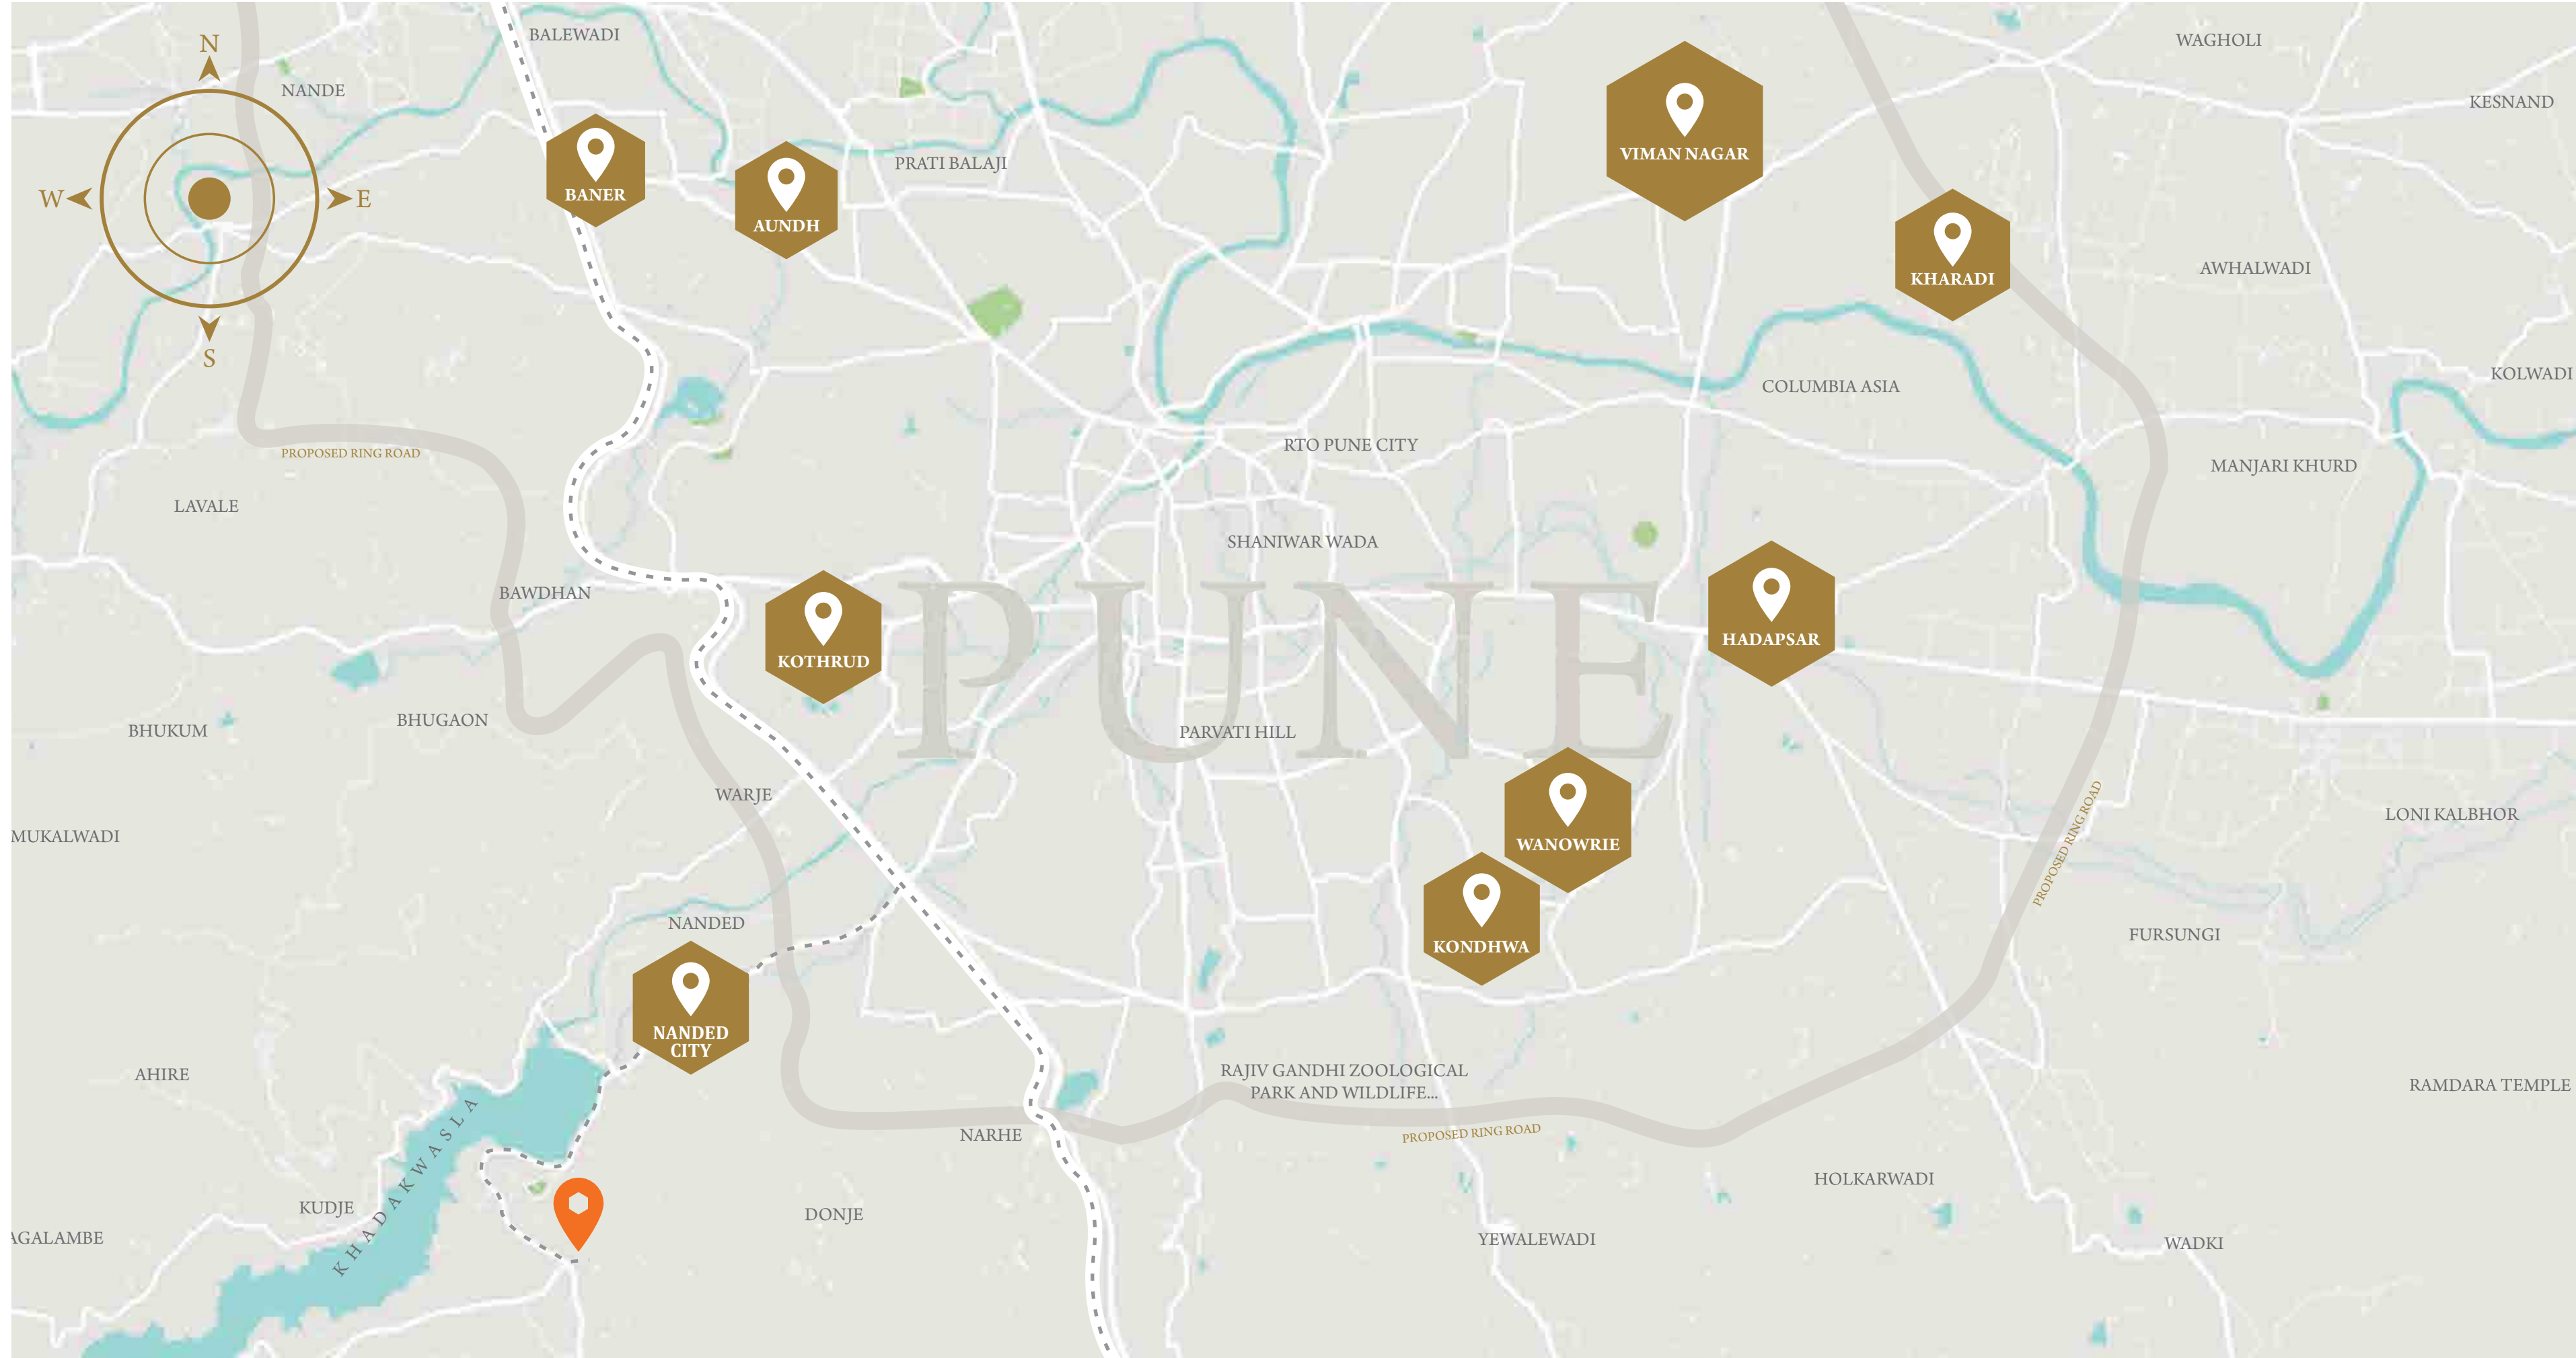 BALEWADI
WAGHOLI
N
NANDE
KESNAND
VIMAN NAGAR
PRATI BALAJI
BANER
W
E
AUNDH
AWHALWADI
KHARADI
S
KOLWADI
COLUMBIA ASIA
RTO PUNE CITY
PROPOSED RING ROAD
MANJARI KHURD
LAVALE
SHANIWAR WADA
BAWDHAN
HADAPSAR
KOTHRUD
PUNE
BHUGAON
BHUKUM
PARVATI HILL
WARJE
LONI KALBHOR
MUKALWADI
WANOWRIE
PROPOSED RING ROAD
NANDED
FURSUNGI
KONDHWA
NANDED
CITY
RAJIV GANDHI ZOOLOGICAL
PARK AND WILDLIFE...
AHIRE
RAMDARA TEMPLE
NARHE
PROPOSED RING ROAD
HOLKARWADI
KHADAKWASLA
KUDJE
DONJE
AGALAMBE
YEWALEWADI
WADKI